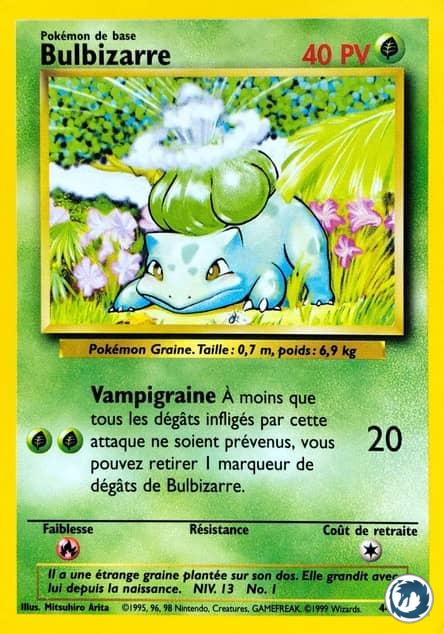 Pokémon de base
Bulbizarre
40 PV
Pokémon Graine. Taille : 0,7 m, poids : 6,9 kg
Vampigraine À moins que
tous les dégâts infligés par cette
attaque ne soient prévenus, vous
pouvez retirer 1 marqueur de
dégâts de Bulbizarre.
20
Faiblesse
Résistance
Coût de retraite
Il a une étrange graine plantée sur son dos. Elle grandit avec
lui depuis la naissance. NIV. 13 No. 1
Illus. Mitsuhiro Arita ©1995, 96, 98 Nintendo, Creatures, GAMEFREAK. ©1999 Wizards.